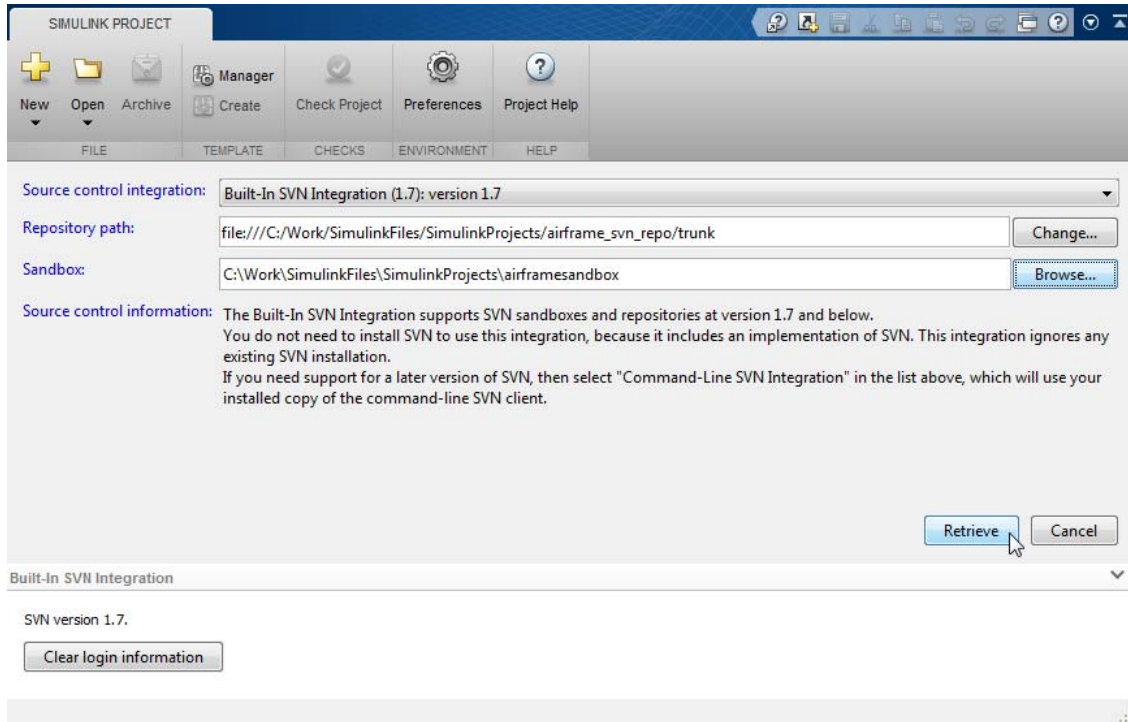 SIMULINK PROJECT
New
Open
Archive
Manager
Create
Check Project
Preferences
Project Help
FILE
TEMPLATE
CHECKS
ENVIRONMENT
HELP
Source control integration:
Built-In SVN Integration (1.7): version 1.7
Repository path:
file:///C:/Work/SimulinkFiles/SimulinkProjects/airframe_svn_repo/trunk
Change...
Sandbox:
C:\Work\SimulinkFiles\SimulinkProjects\airframesandbox
Browse...
Source control information:
The Built-In SVN Integration supports SVN sandboxes and repositories at version 1.7 and below.
You do not need to install SVN to use this integration, because it includes an implementation of SVN. This integration ignores any
existing SVN installation.
If you need support for a later version of SVN, then select "Command-Line SVN Integration" in the list above, which will use your
installed copy of the command-line SVN client.
Retrieve
Cancel
Built-In SVN Integration
SVN version 1.7.
Clear login information